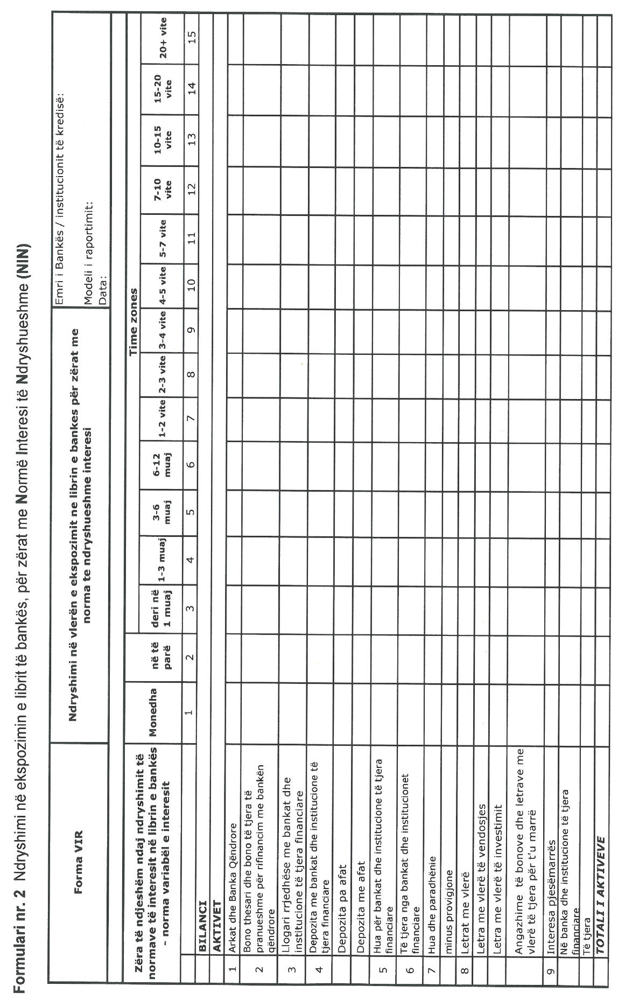 Formulari nr. 2 Ndryshimi në ekspozimin e librit të bankës, për zërat me Normë Interesi të Ndryshueshme (NIN)
Forma VIR
Ndryshimi në vlerën e ekspozimit ne librin e bankes për zërat me
norma te ndryshueshme interesi
Emri i Bankës / institucionit të kredisë:
Modeli i raportimit:
Data:
Zëra të ndjeshëm ndaj ndryshimit të
normave të interesit në librin e bankës
- norma variabël e interesit
Monedha
në të
parë
Time zones
deri në
1 muaj
1-3 muaj
3-6
muaj
6-12
muaj
1-2 vite
2-3 vite
3-4 vite
4-5 vite
5-7 vite
7-10
vite
10-15
vite
15-20
vite
20+ vite
1 2 3 4 5 6 7 8 9 10 11 12 13 14 15
BILANCI
AKTIVET
1 Arkat dhe Banka Qëndrore
2 Bono thesari dhe bono të tjera të
pranueshme për rifinancim me bankën
qëndrore
3 Llogari rrjedhëse me bankat dhe
institucione të tjera financiare
4 Depozita me bankat dhe institucione të
tjera financiare
Depozita pa afat
Depozita me afat
5 Hua për bankat dhe institucione të tjera
financiare
6 Të tjera nga bankat dhe institucionet
financiare
7 Hua dhe paradhënie
minus provigjone
8 Letrat me vlerë
Letra me vlerë të vendosjes
Letra me vlerë të investimit
Angazhime të bonove dhe letrave me
vlerë të tjera për t'u marrë
9 Interesa pjesëmarrës
Në banka dhe institucione të tjera
financiare
Të tjera
TOTALI I AKTIVEVE